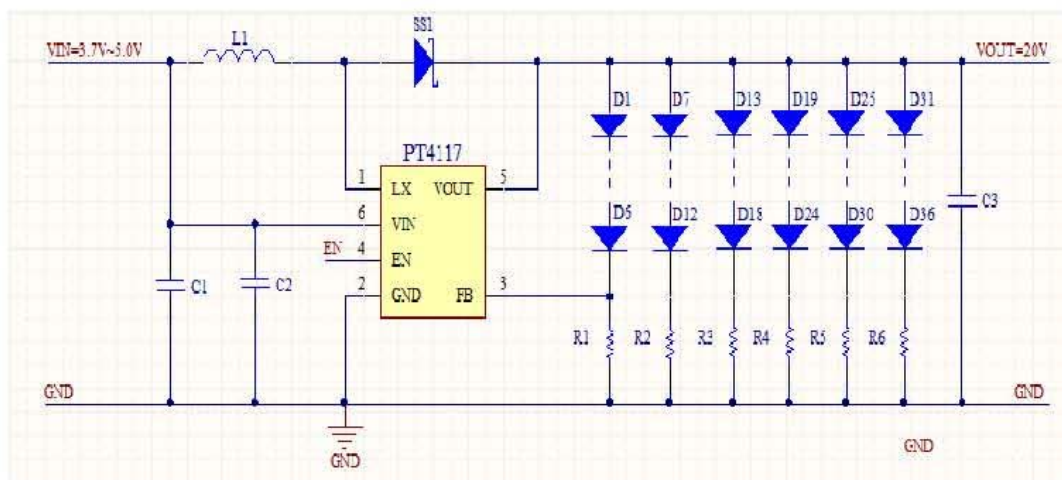 SS1
VIN=3.7V~5.0V L1 VOUT=20V
D1 D7 D13 D19 D25 D31
PT4117
1 LX VOUT 5
6 VIN
D6 D12 D18 D24 D30 D36
C3
EN 4 EN
C1 C2
2 GND FB 3
R1 R2 R3 R4 R5 R6
GND GND
GND
GND